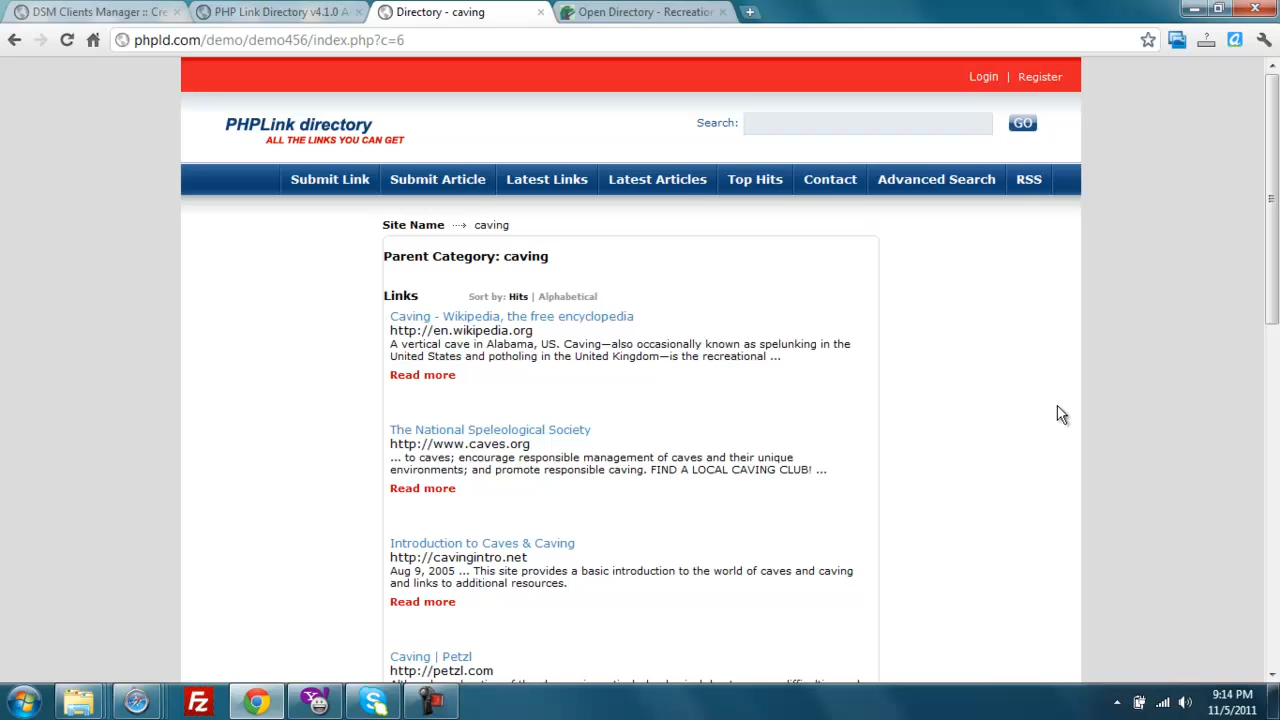 DSM Clients Manager :: Cre
PHP Link Directory v4.1.0 A
Directory - caving
Open Directory - Recreation
phpld.com/demo/demo456/index.php?c=6
Login | Register
PHPLink directory
ALL THE LINKS YOU CAN GET
Search:
GO
Submit Link
Submit Article
Latest Links
Latest Articles
Top Hits
Contact
Advanced Search
RSS
Site Name
caving
Parent Category: caving
Links
Sort by: Hits | Alphabetical
Caving - Wikipedia, the free encyclopedia
http://en.wikipedia.org
A vertical cave in Alabama, US. Caving—also occasionally known as spelunking in the
United States and potholing in the United Kingdom—is the recreational ...
Read more
The National Speleological Society
http://www.caves.org
... to caves; encourage responsible management of caves and their unique
environments; and promote responsible caving. FIND A LOCAL CAVING CLUB! ...
Read more
Introduction to Caves & Caving
http://cavingintro.net
Aug 9, 2005 ... This site provides a basic introduction to the world of caves and caving
and links to additional resources.
Read more
Caving | Petzl
http://petzl.com
9:14 PM
11/5/2011